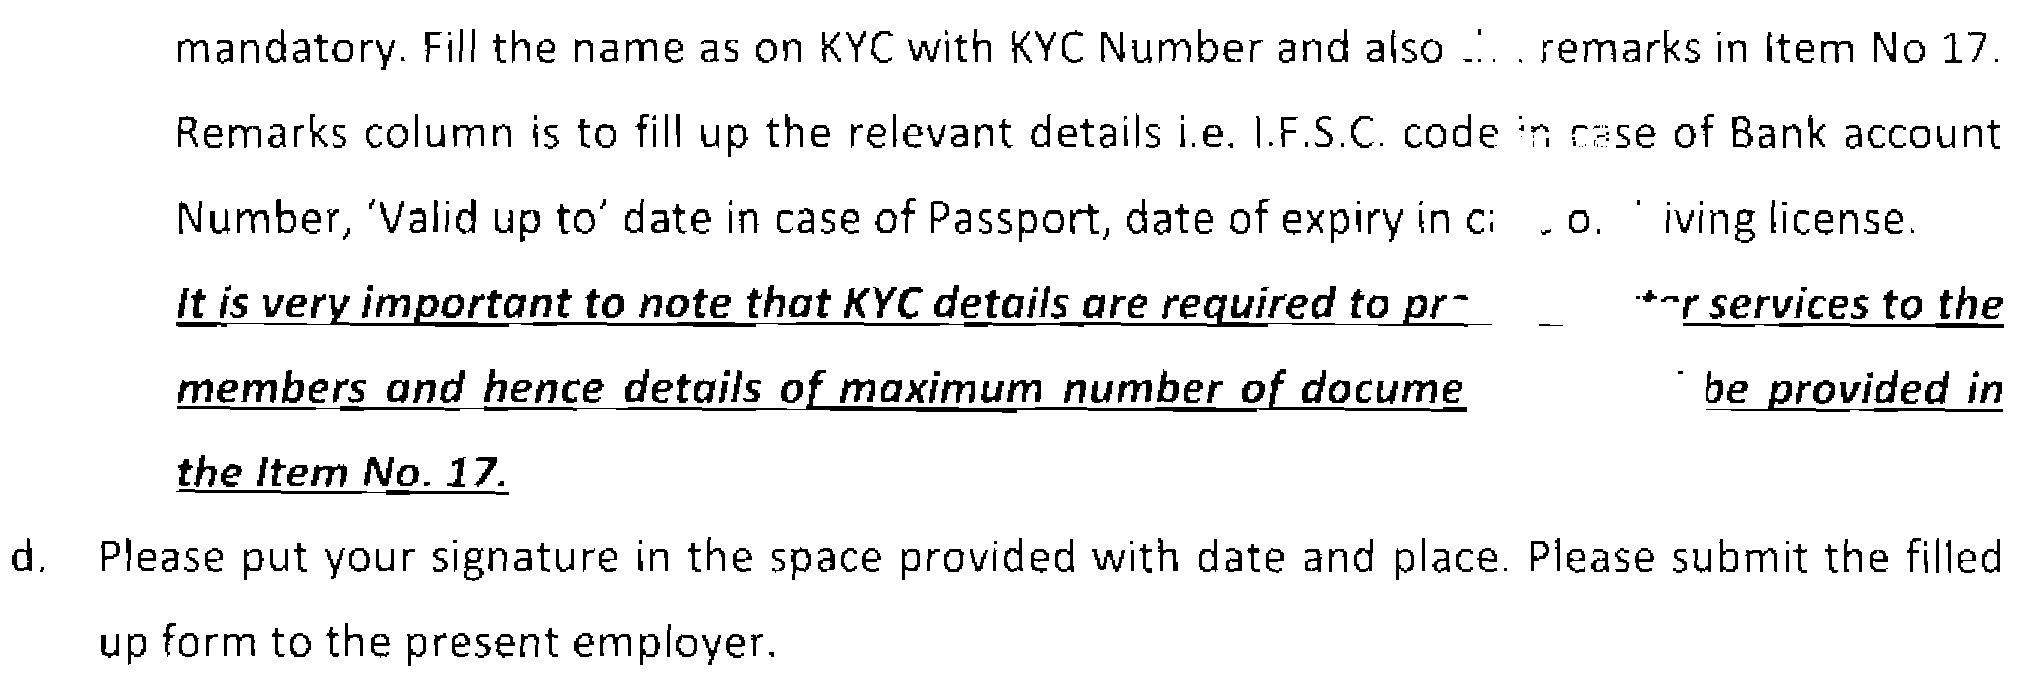 mandatory. Fill the name as on KYC with KYC Number and also remarks in Item No 17.
Remarks column is to fill up the relevant details i.e. I.F.S.C. code in case of Bank account
Number, ‘Valid up to’ date in case of Passport, date of expiry in license.
It is very important to note that KYC details are required to services to the
members and hence details of maximum number of be provided in
the Item No. 17.
d. Please put your signature in the space provided with date and place. Please submit the filled
up form to the present employer.